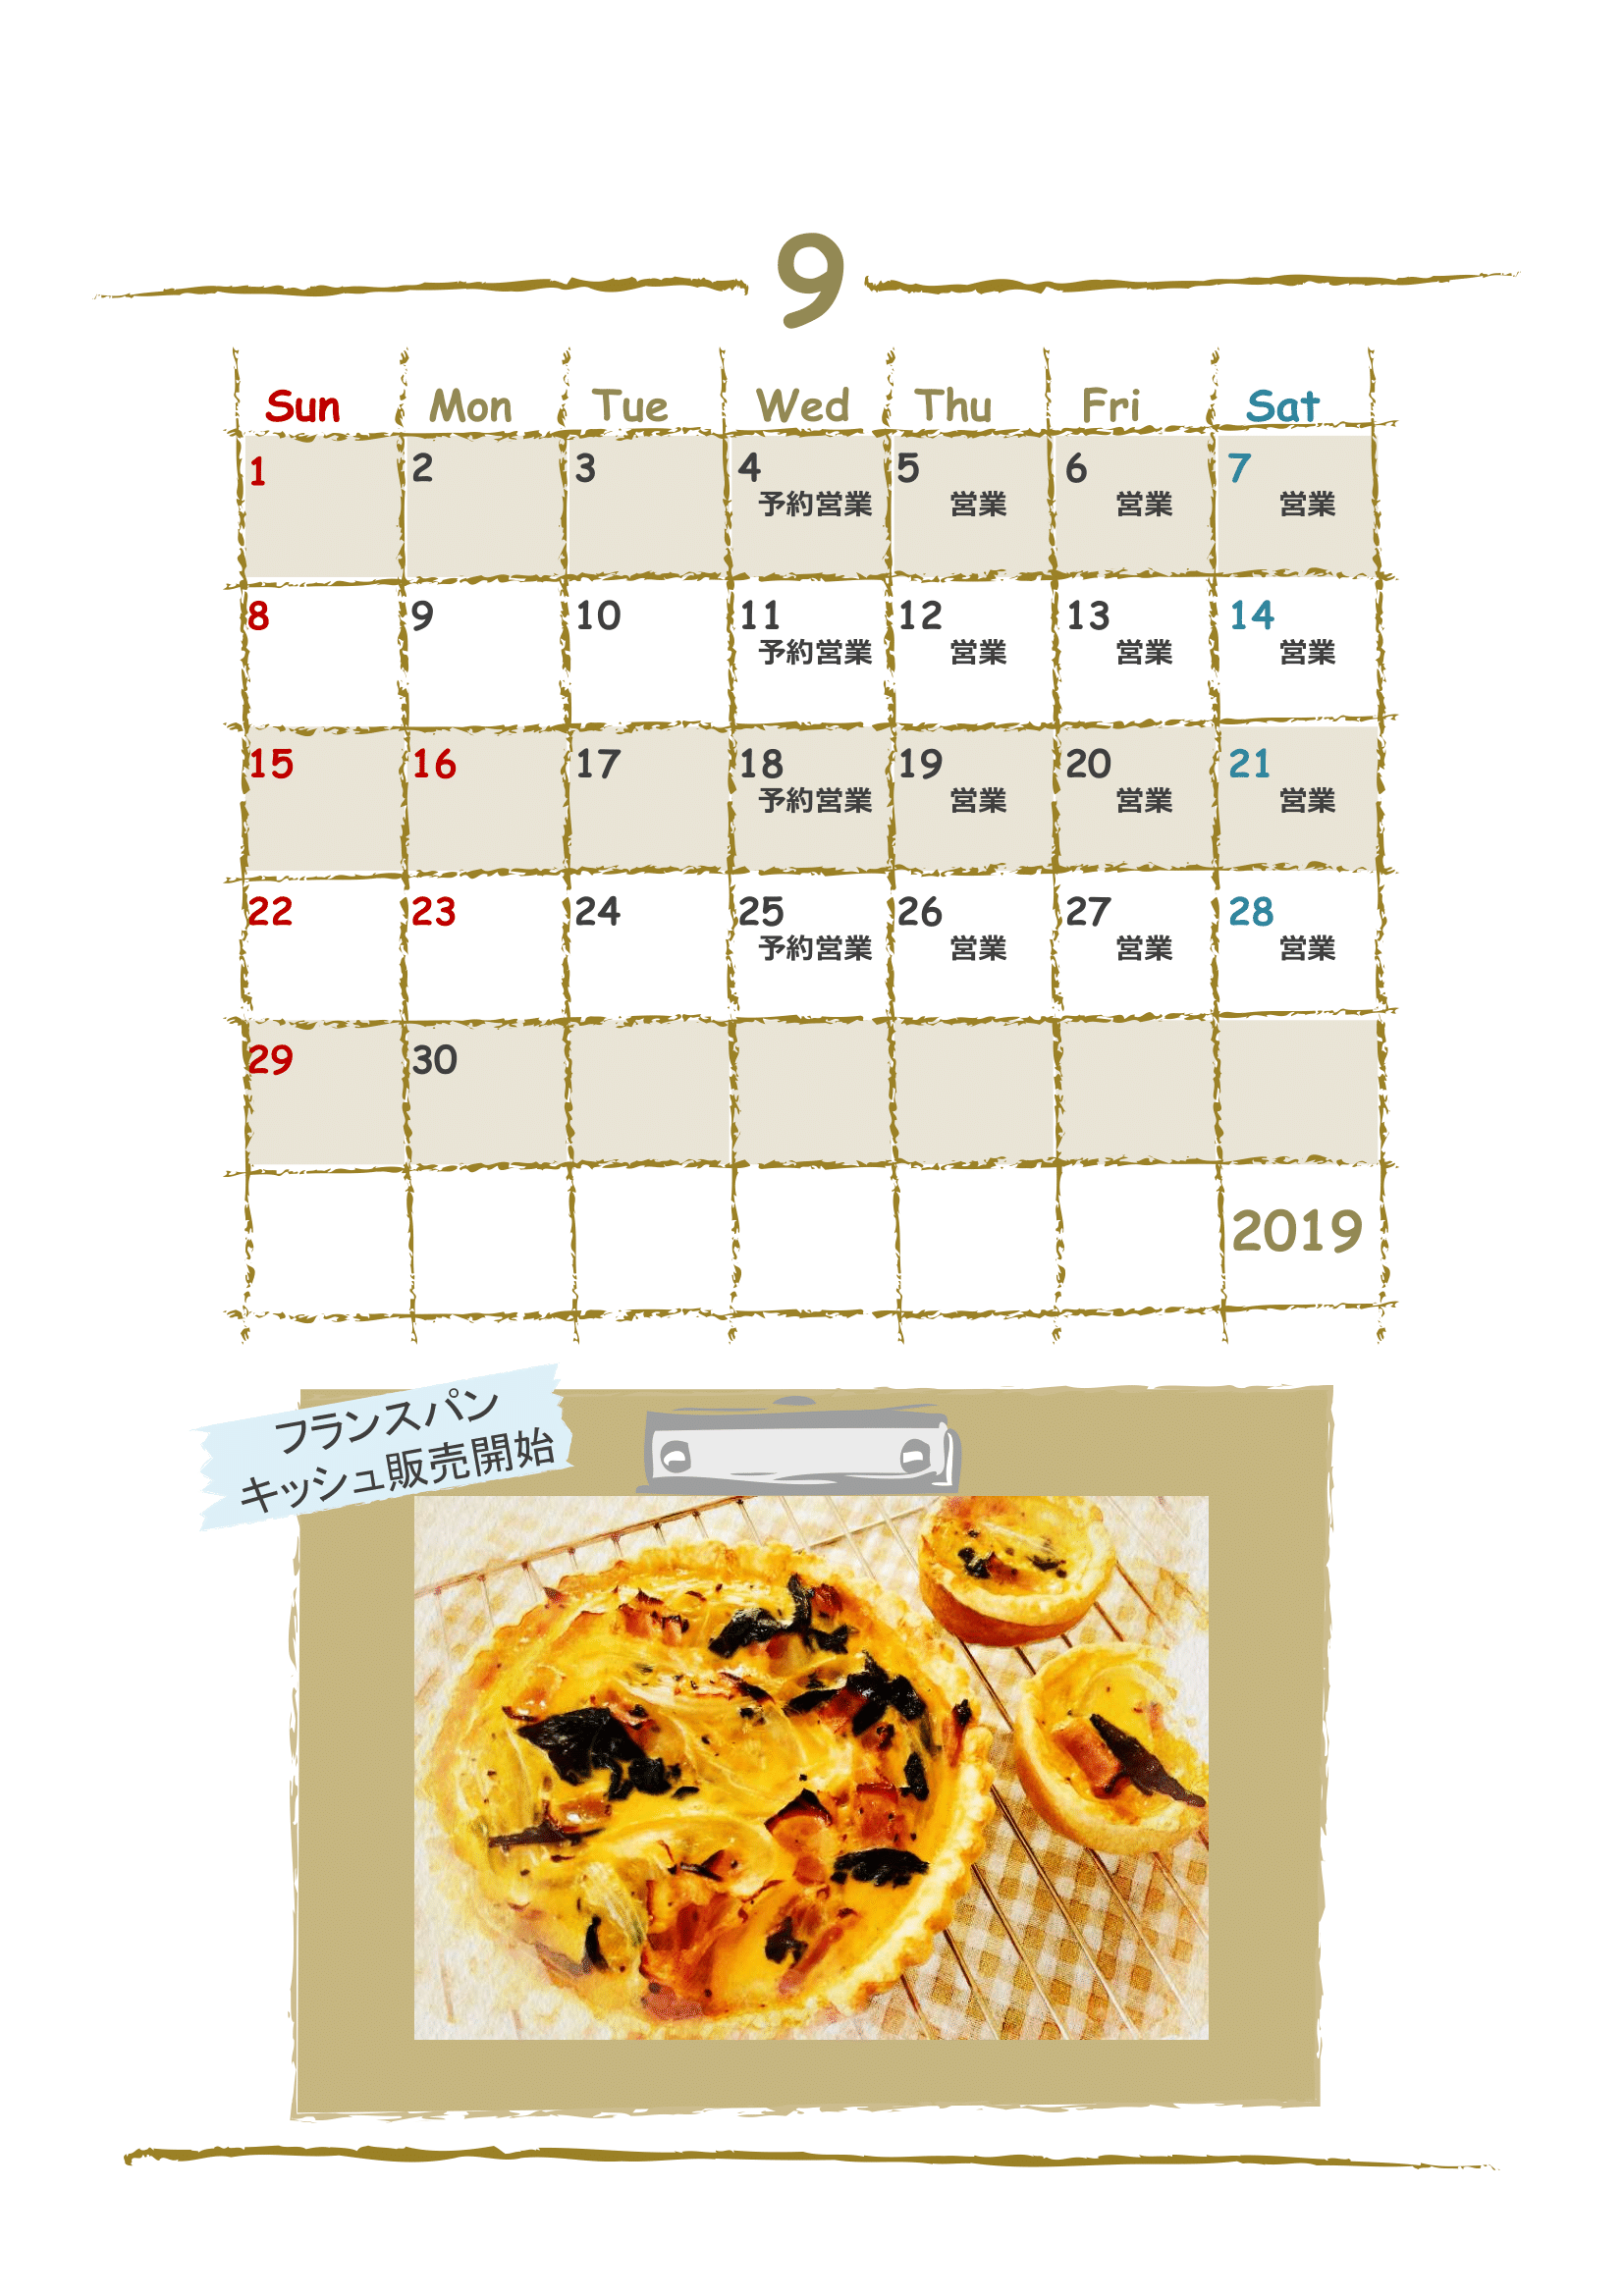 9
Sun Mon Tue Wed Thu Fri Sat
1 2 3 4 5 6 7
予約営業 営業 営業 営業
8 9 10 11 12 13 14
予約営業 営業 営業 営業
15 16 17 18 19 20 21
予約営業 営業 営業 営業
22 23 24 25 26 27 28
予約営業 営業 営業 営業
29 30
2019
フランスパン
キッシュ販売開始